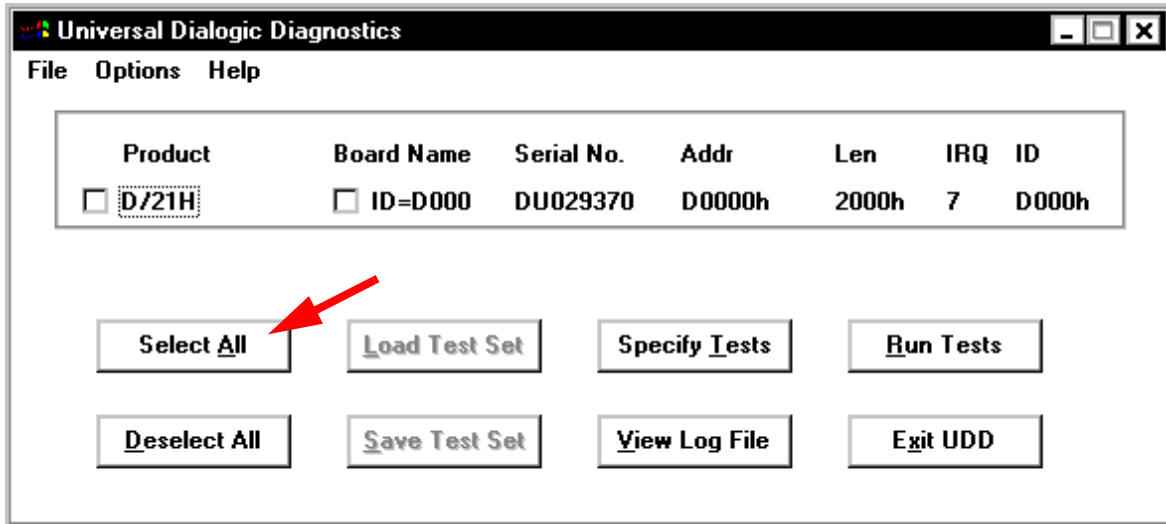 Universal Dialogic Diagnostics
File Options Help
Product Board Name Serial No. Addr Len IRQ ID
D/21H ID=D000 DU029370 D0000h 2000h 7 D000h
Select All Load Test Set Specify Tests Run Tests
Deselect All Save Test Set View Log File Exit UDD